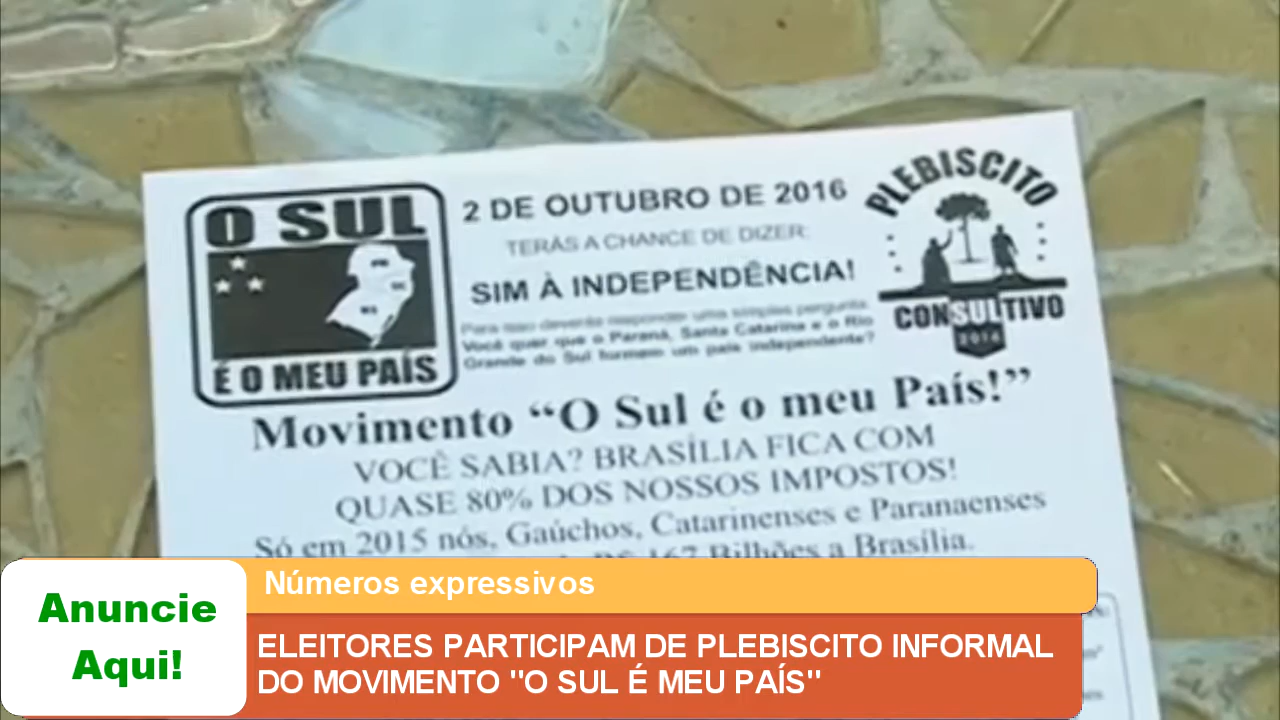 O SUL
É O MEU PAÍS
2 DE OUTUBRO DE 2016
TERÁS A CHANCE DE DIZER:
SIM À INDEPENDÊNCIA!
Para isso deverás responder uma simples pergunta:
Você quer que o Paraná, Santa Catarina e o Rio
Grande do Sul formem um país independente?
PLEBISCITO
CONSULTIVO
2016
Movimento “O Sul é o meu País!”
VOCÊ SABIA? BRASÍLIA FICA COM
QUASE 80% DOS NOSSOS IMPOSTOS!
Só em 2015 nós, Gaúchos, Catarinenses e Paranaenses
R$ 167 Bilhões a Brasília.
Anuncie
Aqui!
Números expressivos
ELEITORES PARTICIPAM DE PLEBISCITO INFORMAL
DO MOVIMENTO "O SUL É MEU PAÍS"